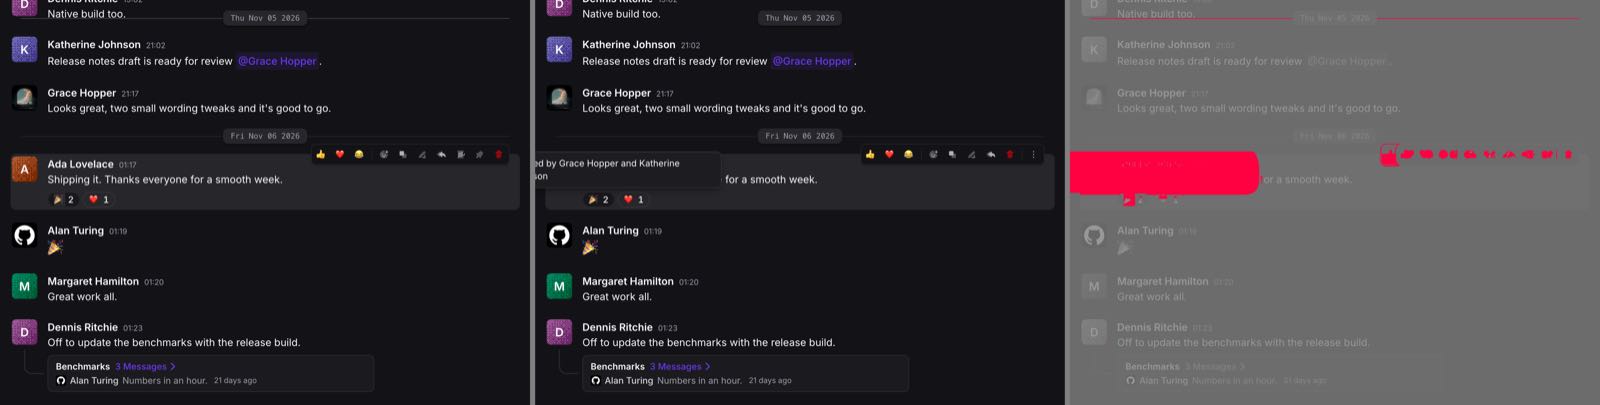 Dennis Ritchie
Native build too.
Thu Nov 05 2026
K
Katherine Johnson 21:02
Release notes draft is ready for review @Grace Hopper .
Grace Hopper 21:17
Looks great, two small wording tweaks and it's good to go.
Fri Nov 06 2026
A
Ada Lovelace 01:17
Shipping it. Thanks everyone for a smooth week.
2 1
Alan Turing 01:19
M
Margaret Hamilton 01:20
Great work all.
D
Dennis Ritchie 01:23
Off to update the benchmarks with the release build.
Benchmarks 3 Messages
Alan Turing Numbers in an hour. 21 days ago
Dennis Ritchie
Native build too.
Thu Nov 05 2026
K
Katherine Johnson 21:02
Release notes draft is ready for review @Grace Hopper .
Grace Hopper 21:17
Looks great, two small wording tweaks and it's good to go.
Fri Nov 06 2026
ed by Grace Hopper and Katherine
son
for a smooth week.
2 1
Alan Turing 01:19
M
Margaret Hamilton 01:20
Great work all.
D
Dennis Ritchie 01:23
Off to update the benchmarks with the release build.
Benchmarks 3 Messages
Alan Turing Numbers in an hour. 21 days ago
Dennis Ritchie
Native build too.
Thu Nov 05 2026
K
Katherine Johnson 21:02
Release notes draft is ready for review @Grace Hopper .
Grace Hopper 21:17
Looks great, two small wording tweaks and it's good to go.
Fri Nov 06 2026
or a smooth week.
Alan Turing 01:19
M
Margaret Hamilton 01:20
Great work all.
D
Dennis Ritchie 01:23
Off to update the benchmarks with the release build.
Benchmarks 3 Messages
Alan Turing Numbers in an hour. 21 days ago